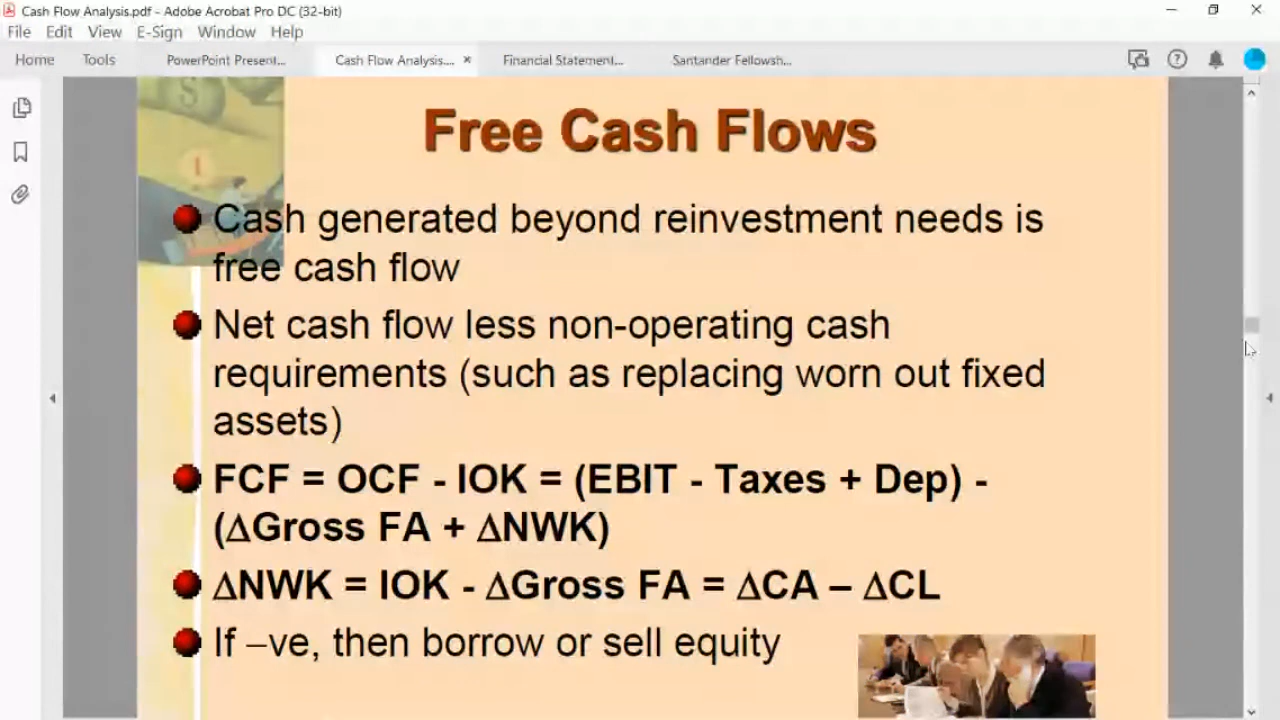 Cash Flow Analysis.pdf - Adobe Acrobat Pro DC (32-bit)
File Edit View E-Sign Window Help
Home Tools PowerPoint Present... Cash Flow Analysis.... × Financial Statement... Santander Fellowsh...
Free Cash Flows
Cash generated beyond reinvestment needs is
free cash flow
Net cash flow less non-operating cash
requirements (such as replacing worn out fixed
assets)
FCF = OCF - IOK = (EBIT - Taxes + Dep) -
(ΔGross FA + ΔNWK)
ΔNWK = IOK - ΔGross FA = ΔCA – ΔCL
If –ve, then borrow or sell equity